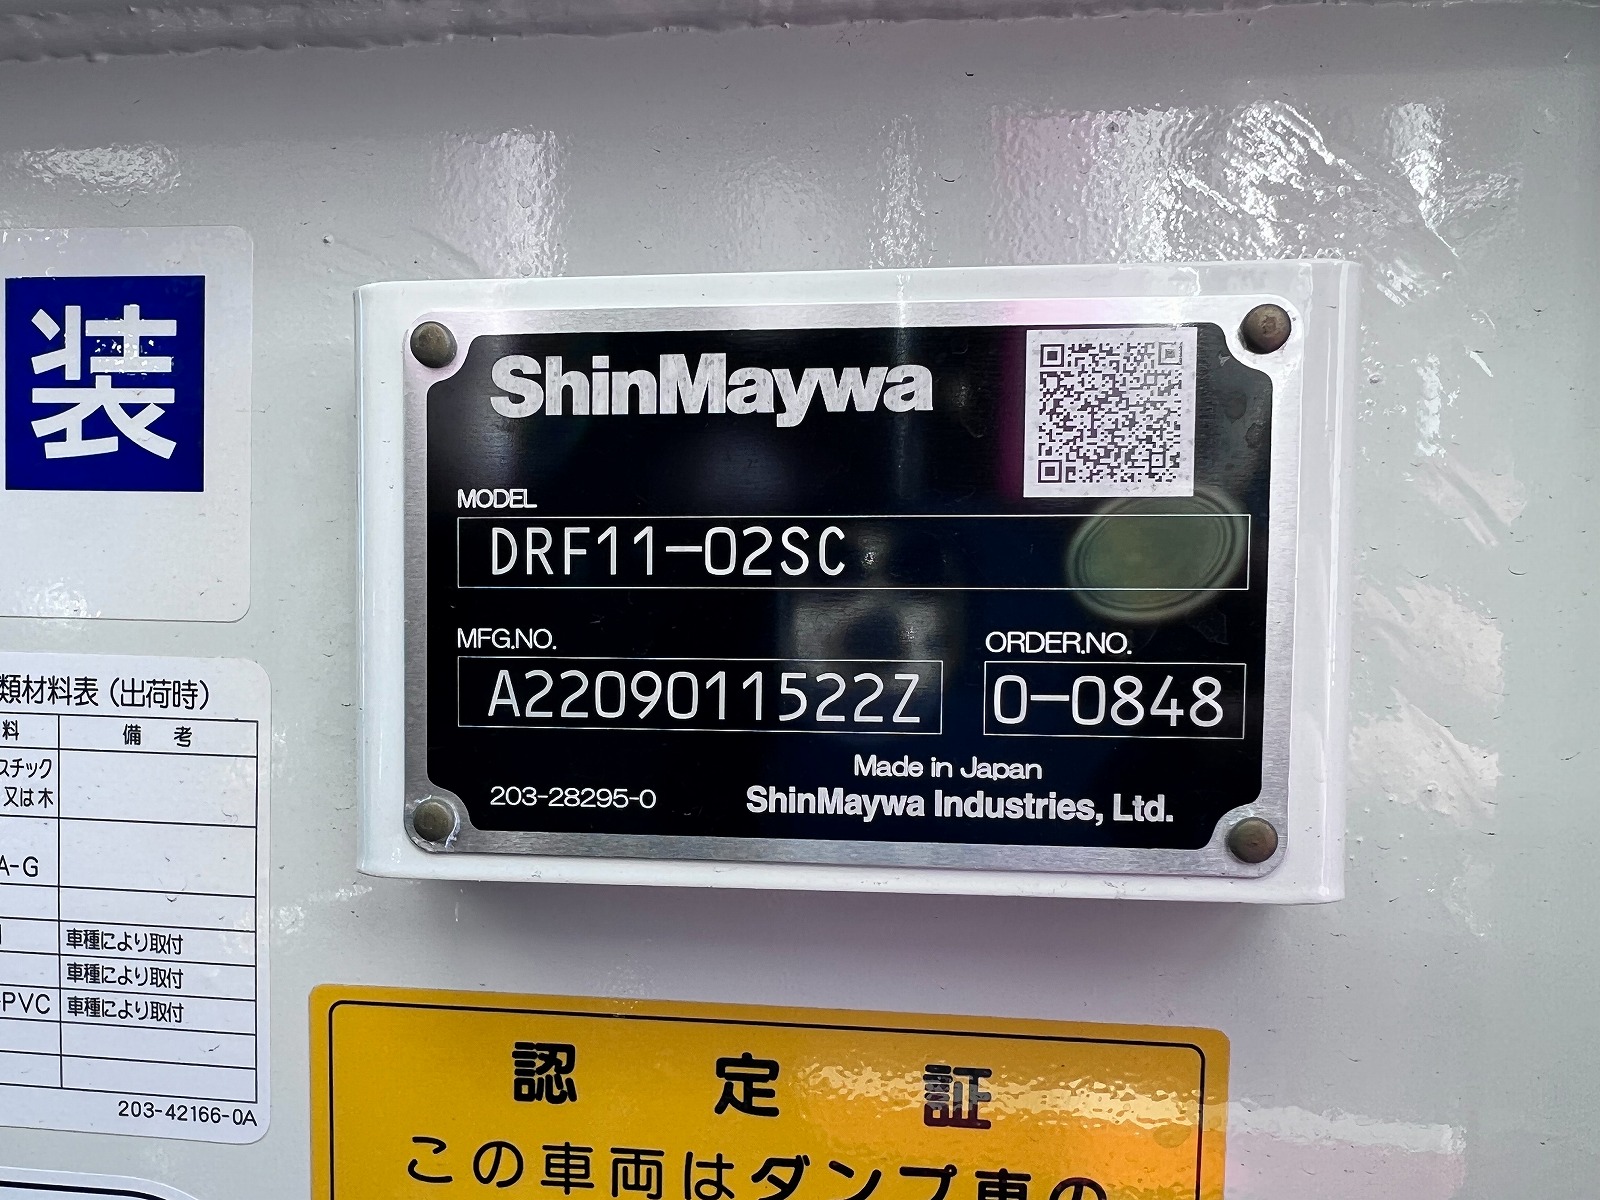 装
ShinMaywa
MODEL
DRF11-02SC
MFG.NO.
A2209011522Z
ORDER.NO.
0-0848
Made in Japan
203-28295-0
ShinMaywa Industries, Ltd.
類材料表（出荷時）
料 備考
スチック
又は木
A-G
車種により取付
車種により取付
PVC 車種により取付
203-42166-0A
認定証
この車両はダンプ車の